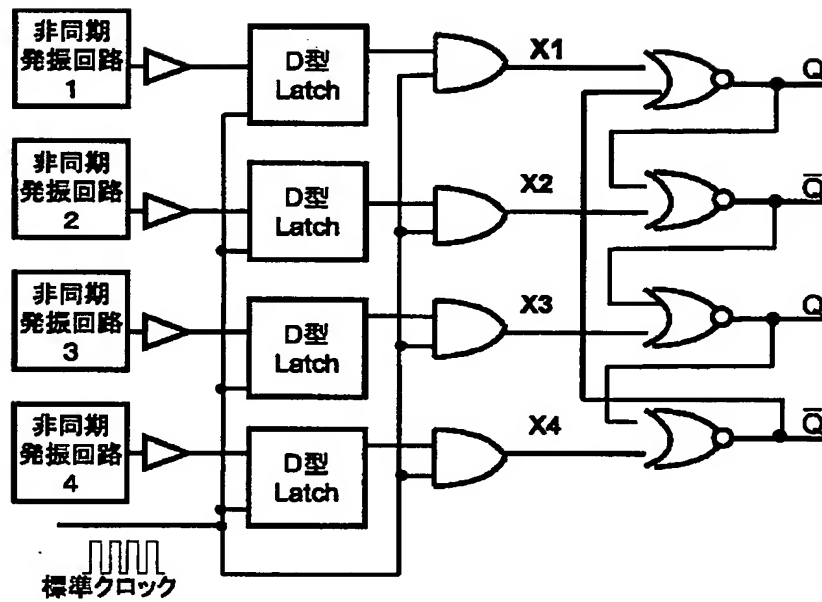 非同期
発振回路
1
D型
Latch
X1
Q
非同期
発振回路
2
D型
Latch
X2
Q̅
非同期
発振回路
3
D型
Latch
X3
Q
非同期
発振回路
4
D型
Latch
X4
Q̅
標準クロック